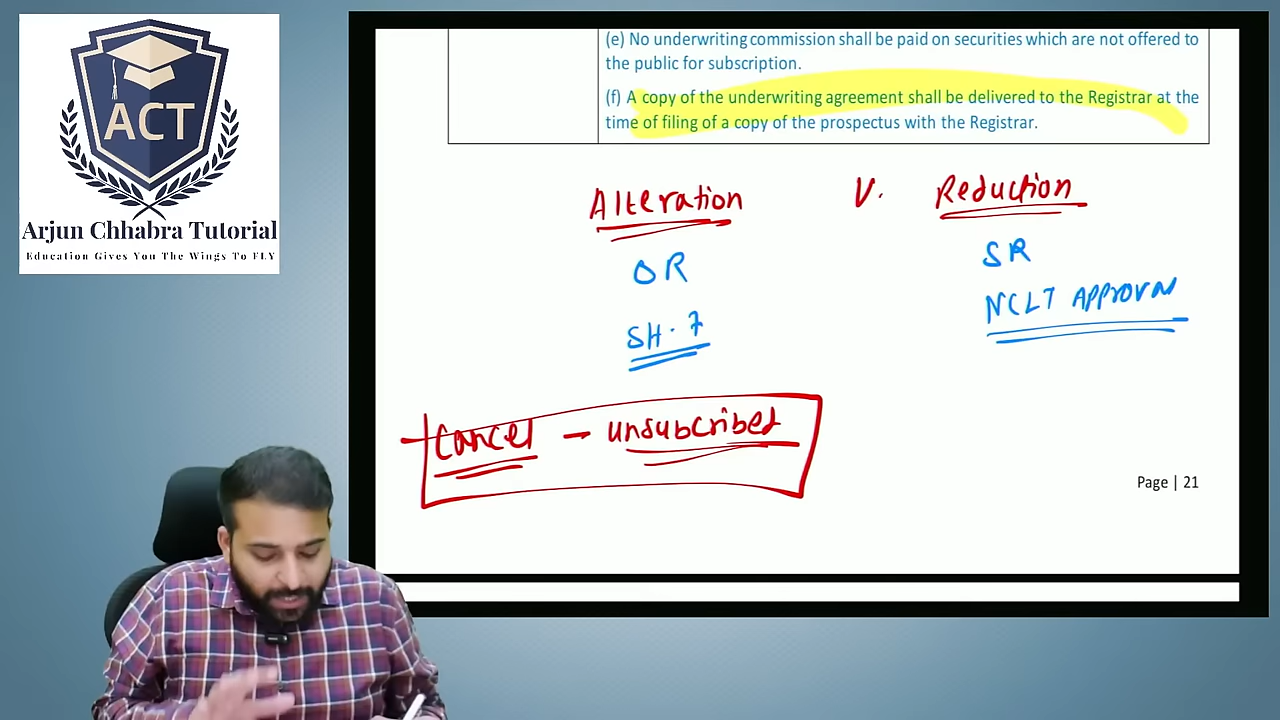 ACT
Arjun Chhabra Tutorial
Education Gives You The Wings To FLY
(e) No underwriting commission shall be paid on securities which are not offered to
the public for subscription.
(f) A copy of the underwriting agreement shall be delivered to the Registrar at the
time of filing of a copy of the prospectus with the Registrar.
Alteration V. Reduction
OR SR
SH.7 NCLT APPROVAL
Cancel - unsubscribed
Page | 21